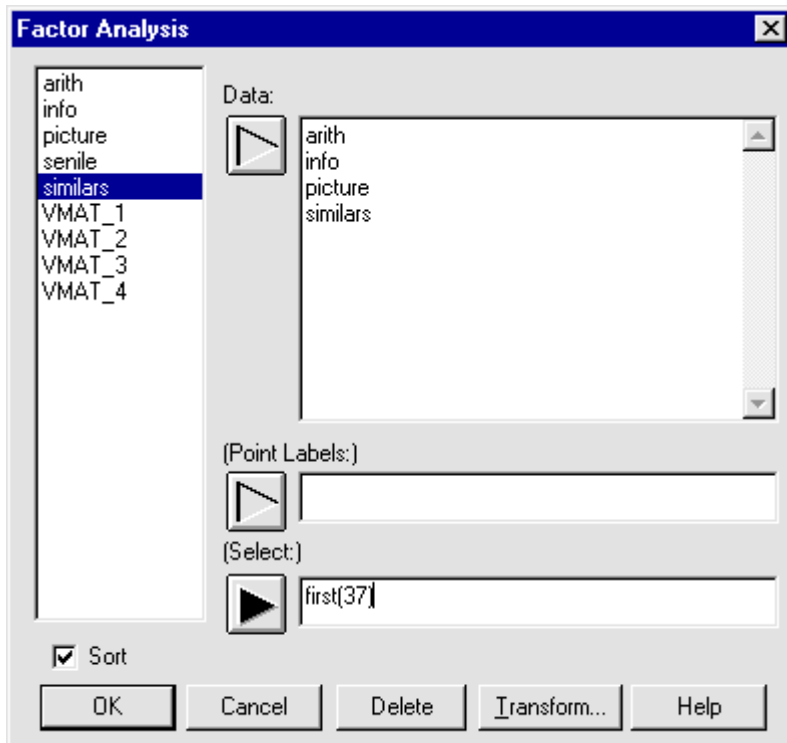 Factor Analysis
arith
info
picture
senile
similars
VMAT_1
VMAT_2
VMAT_3
VMAT_4
Data:
arith
info
picture
similars
(Point Labels:)
(Select:)
first(37)
Sort
OK
Cancel
Delete
Transform...
Help